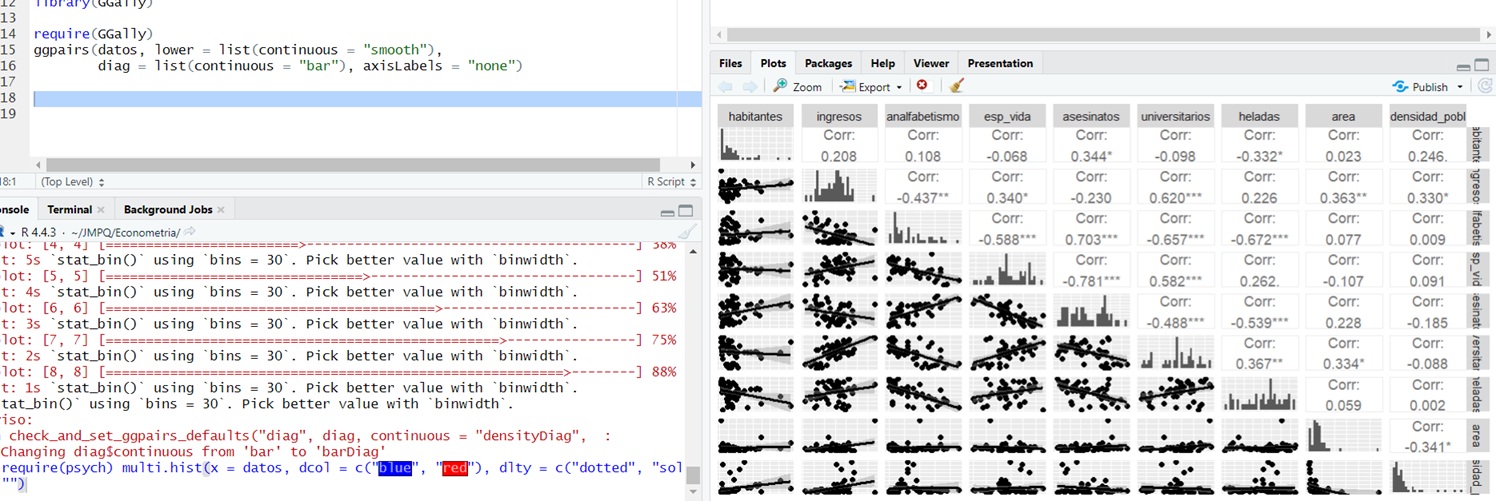 12 library(GGally)
13
14 require(GGally)
15 ggpairs(datos, lower = list(continuous = "smooth"),
16 diag = list(continuous = "bar"), axisLabels = "none")
17
18
19
18:1 (Top Level) R Script
onsole Terminal Background Jobs
R 4.4.3 · ~/JMPQ/Econometria/
lot: [4, 4] [==========================>---------------------------------------------] 38%
t: 5s `stat_bin()` using `bins = 30`. Pick better value with `binwidth`.
lot: [5, 5] [===================================>------------------------------------] 51%
t: 4s `stat_bin()` using `bins = 30`. Pick better value with `binwidth`.
lot: [6, 6] [============================================>---------------------------] 63%
t: 3s `stat_bin()` using `bins = 30`. Pick better value with `binwidth`.
lot: [7, 7] [=====================================================>------------------] 75%
t: 2s `stat_bin()` using `bins = 30`. Pick better value with `binwidth`.
lot: [8, 8] [==============================================================>--------] 88%
t: 1s `stat_bin()` using `bins = 30`. Pick better value with `binwidth`.
tat_bin()` using `bins = 30`. Pick better value with `binwidth`.
iso:
check_and_set_ggpairs_defaults("diag", diag, continuous = "densityDiag", :
Changing diag$continuous from 'bar' to 'barDiag'
require(psych) multi.hist(x = datos, dcol = c("blue", "red"), dlty = c("dotted", "sol
"")
Files Plots Packages Help Viewer Presentation
Zoom Export Publish
habitantes ingresos analfabetismo esp_vida asesinatos universitarios heladas area densidad_pobl
Corr: Corr: Corr: Corr: Corr: Corr: Corr: Corr:
0.208 0.108 -0.068 0.344* -0.098 -0.332* 0.023 0.246.
abitante
Corr: Corr: Corr: Corr: Corr: Corr: Corr:
-0.437** 0.340* -0.230 0.620*** 0.226 0.363** 0.330*
ngreso
Corr: Corr: Corr: Corr: Corr: Corr:
-0.588*** 0.703*** -0.657*** -0.672*** 0.077 0.009
lfabetis
Corr: Corr: Corr: Corr: Corr:
-0.781*** 0.582*** 0.262. -0.107 0.091
sp_vid
Corr: Corr: Corr: Corr:
-0.488*** -0.539*** 0.228 -0.185
esinato
Corr: Corr: Corr:
0.367** 0.334* -0.088
versitar
Corr: Corr:
0.059 0.002
heladas
Corr:
-0.341*
area
sidad_